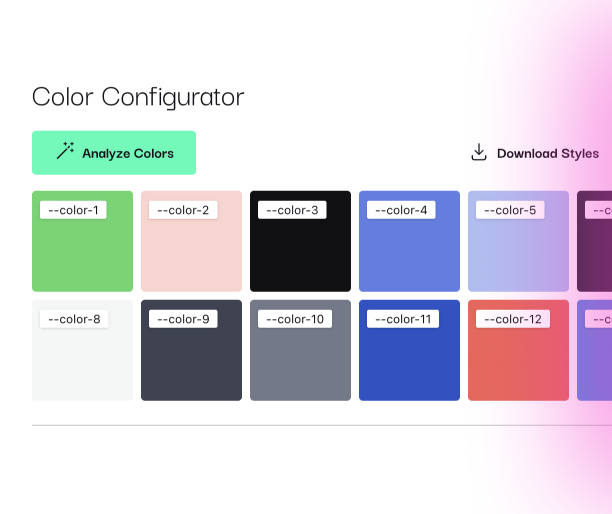 Color Configurator
Analyze Colors
Download Styles
--color-1
--color-2
--color-3
--color-4
--color-5
--color-8
--color-9
--color-10
--color-11
--color-12